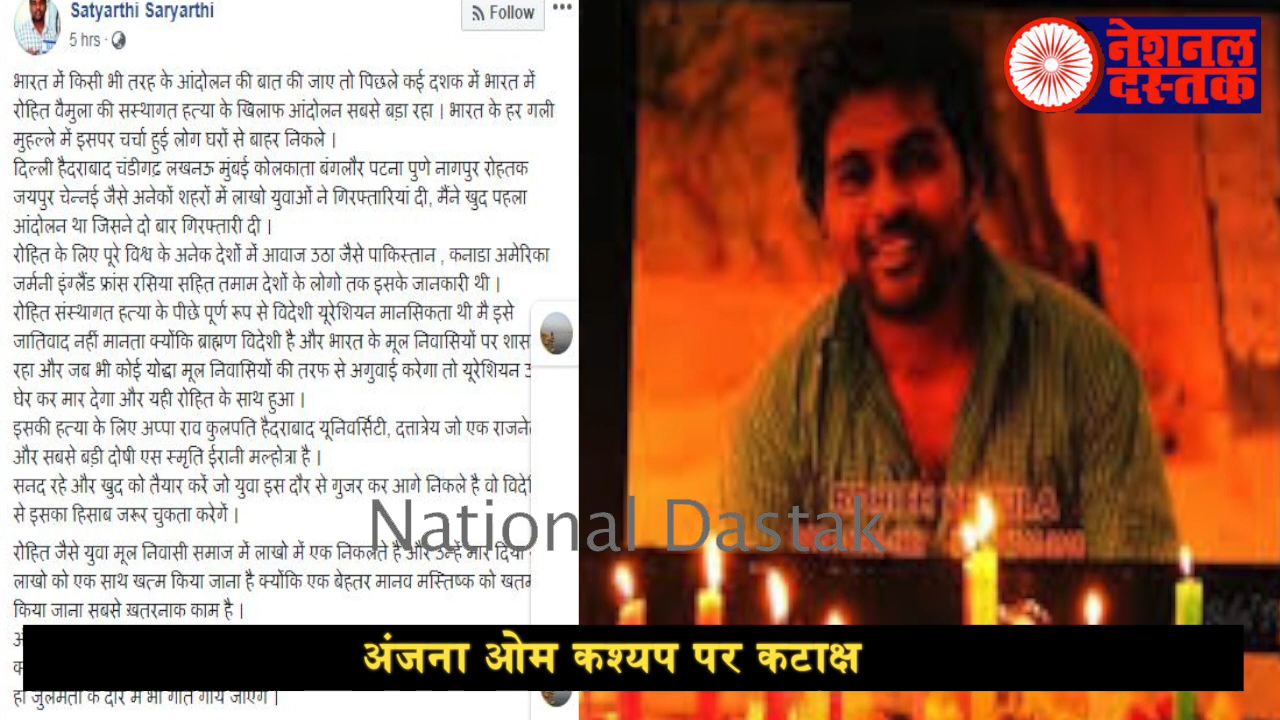 Satyarthi Saryarthi
Follow
5 hrs ·
भारत में किसी भी तरह के आंदोलन की बात की जाए तो पिछले कई दशक में भारत में
रोहित वैमुला की सस्थागत हत्या के खिलाफ आंदोलन सबसे बड़ा रहा | भारत के हर गली
मुहल्ले में इसपर चर्चा हुई लोग घरों से बाहर निकले |
दिल्ली हैदराबाद चंडीगढ लखनऊ मुंबई कोलकाता बंगलौर पटना पुणे नागपुर रोहतक
जयपुर चेन्नई जैसे अनेकों शहरों में लाखो युवाओं ने गिरफ्तारियां दी, मैंने खुद पहला
आंदोलन था जिसने दो बार गिरफ्तारी दी |
रोहित के लिए पूरे विश्व के अनेक देशों में आवाज उठा जैसे पाकिस्तान , कनाडा अमेरिका
जर्मनी इंग्लैंड फ्रांस रसिया सहित तमाम देशों के लोगो तक इसके जानकारी थी |
रोहित संस्थागत हत्या के पीछे पूर्ण रूप से विदेशी यूरेशियन मानसिकता थी मै इसे
जातिवाद नहीं मानता क्योंकि ब्राह्मण विदेशी है और भारत के मूल निवासियों पर शास
रहा और जब भी कोई योद्धा मूल निवासियों की तरफ से अगुवाई करेगा तो यूरेशियन
घेर कर मार देगा और यही रोहित के साथ हुआ |
इसकी हत्या के लिए अप्पा राव कुलपति हैदराबाद यूनिवर्सिटी, दत्तात्रेय जो एक राजने
और सबसे बड़ी दोषी एस स्मृति ईरानी मल्होत्रा है |
सनद रहे और खुद को तैयार करें जो युवा इस दौर से गुजर कर आगे निकले है वो विदे
से इसका हिसाब जरूर चुकता करेगें |
रोहित जैसे युवा मूल निवासी समाज में लाखो में एक निकलते है और उन्हें मार दिया
लाखो को एक साथ खत्म किया जाना है क्योंकि एक बेहतर मानव मस्तिष्क को खतम
किया जाना सबसे ख़तरनाक काम है |
हा जुलमतो के दौर में भी गीत गाये जाएंगे |
नेशनल
दस्तक
National Dastak
अंजना ओम कश्यप पर कटाक्ष